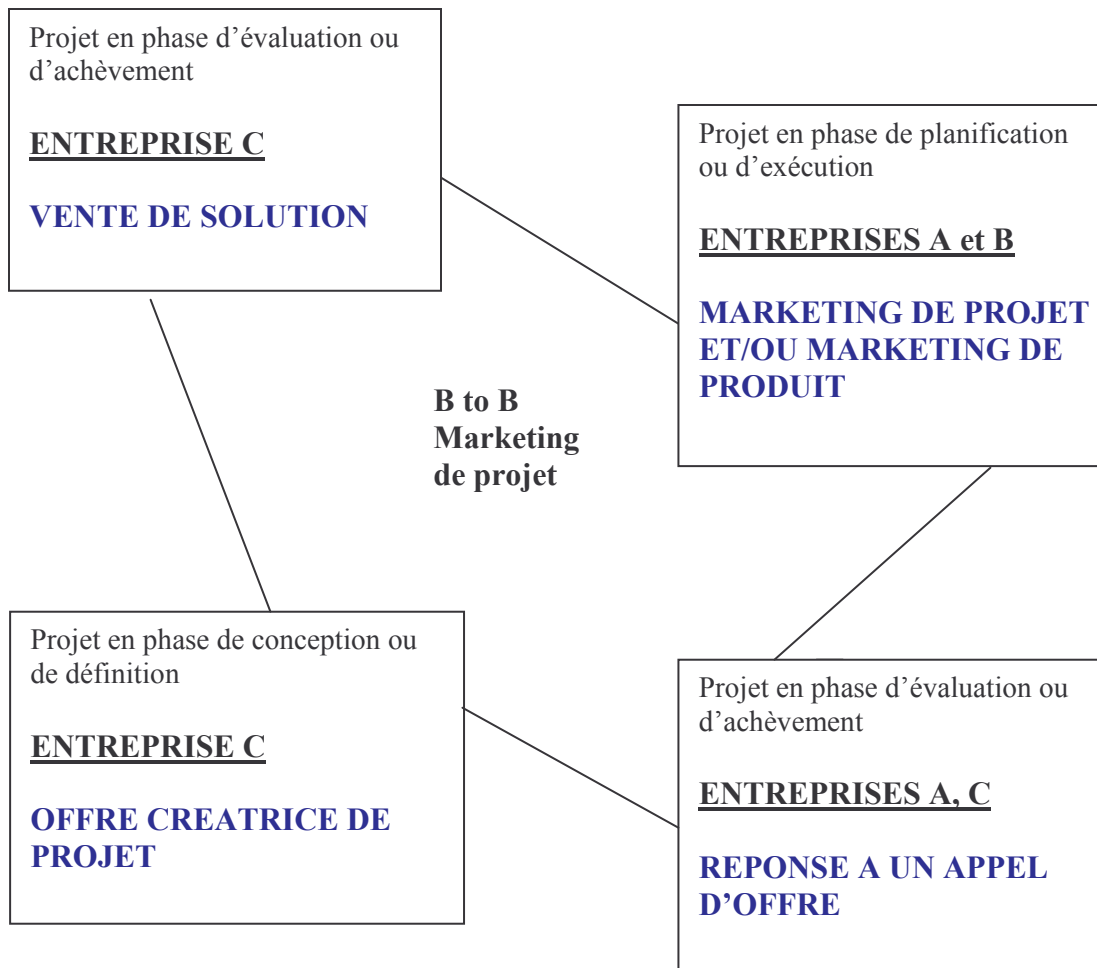 Projet en phase d’évaluation ou
d’achèvement
ENTREPRISE C
VENTE DE SOLUTION
Projet en phase de planification
ou d’exécution
ENTREPRISES A et B
MARKETING DE PROJET
ET/OU MARKETING DE
PRODUIT
B to B
Marketing
de projet
Projet en phase de conception ou
de définition
ENTREPRISE C
OFFRE CREATRICE DE
PROJET
Projet en phase d’évaluation ou
d’achèvement
ENTREPRISES A, C
REPONSE A UN APPEL
D’OFFRE